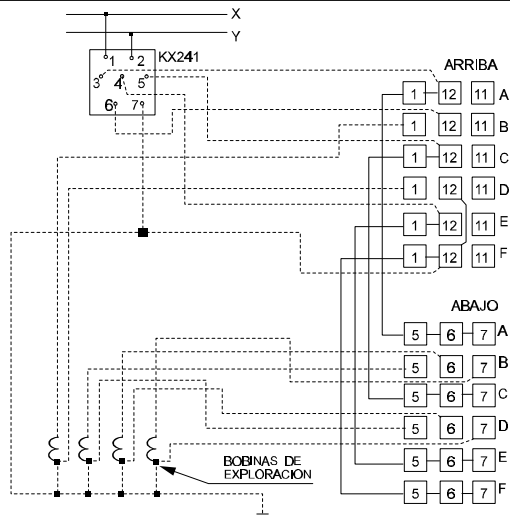 X
Y
KX241
1 2
3 4 5
6 7
ARRIBA
1 12 11 A
1 12 11 B
1 12 11 C
1 12 11 D
1 12 11 E
1 12 11 F
ABAJO
5 6 7 A
5 6 7 B
5 6 7 C
5 6 7 D
5 6 7 E
5 6 7 F
BOBINAS DE
EXPLORACION